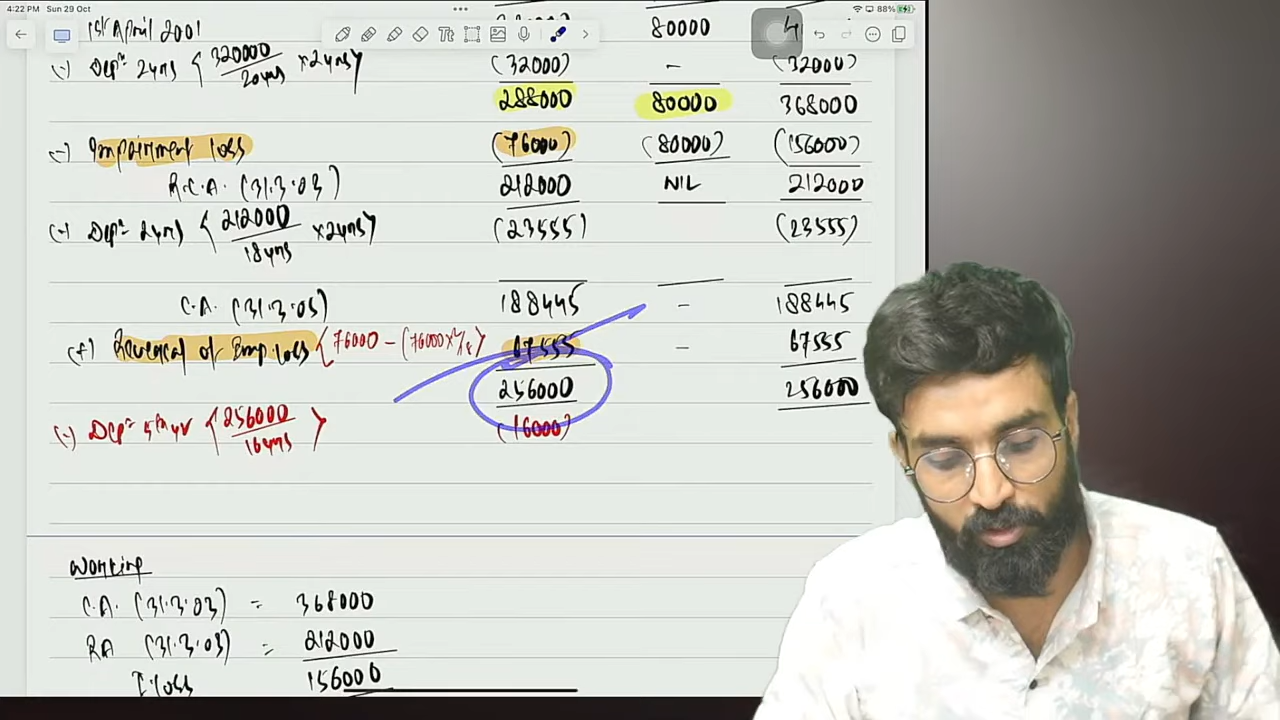 4:22 PM Sun 29 Oct 88%
1st April 2001 80000
(-) Depn 2yrs { 320000/20yrs × 2yrs } (32000) - (32000)
288000 80000 368000
(-) Impairment loss (76000) (80000) (156000)
R.C.A. (31.3.03) 212000 NIL 212000
(-) Depn 2yrs { 212000/18yrs × 2yrs } (23555) (23555)
C.A. (31.3.05) 188445 - 188445
(+) Reversal of Imp loss { 76000 - (76000 × 2/18 } 67555 - 67555
256000 256000
(-) Depn 5th yr { 256000/16yrs } (16000)
Working
C.A. (31.3.03) = 368000
RA (31.3.03) = 212000
I.loss 156000